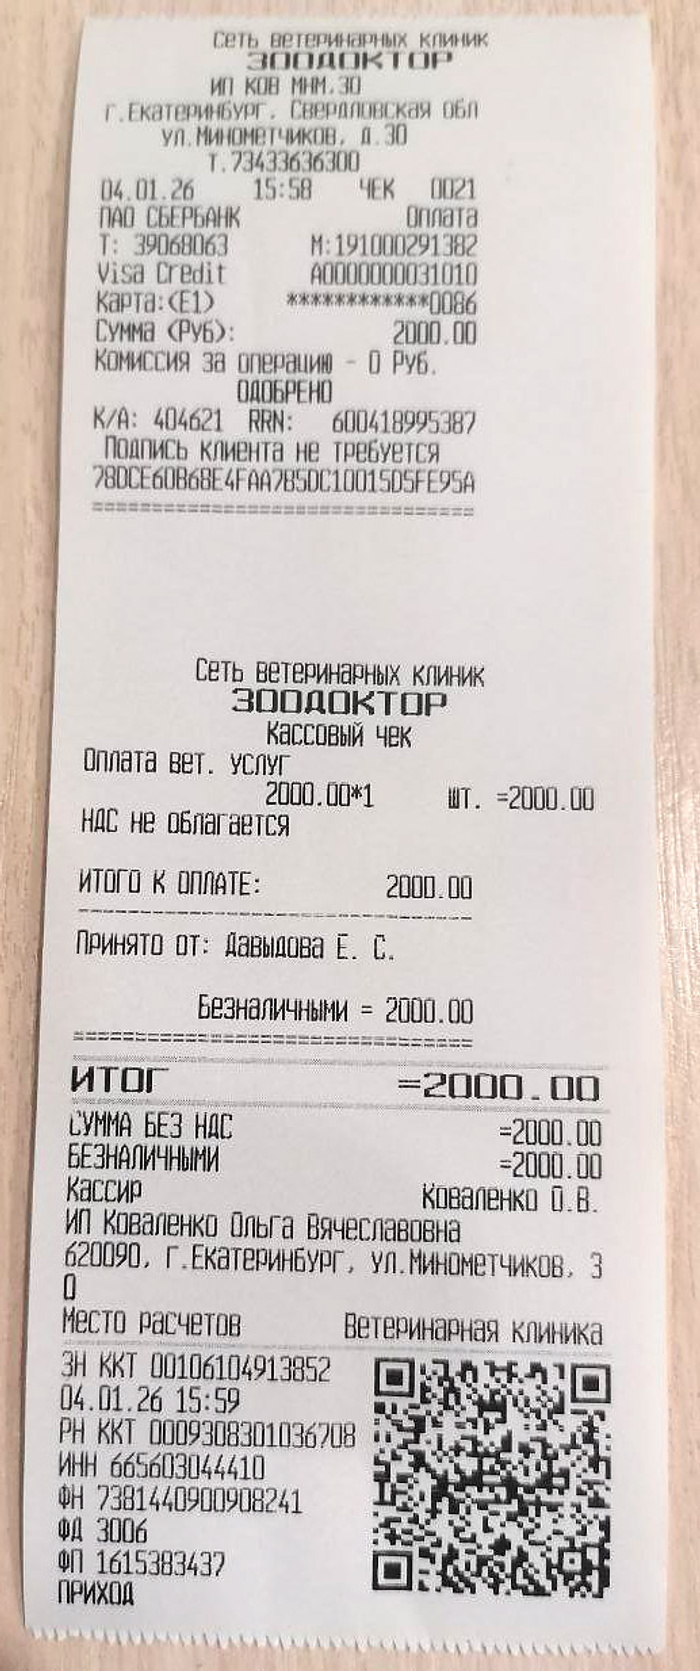 Сеть ветеринарных клиник
ЗООДОКТОР
ИП КОВ МНМ.30
г.Екатеринбург, Свердловская обл
ул.Минометчиков, д.30
Т.73433636300
04.01.26 15:58 ЧЕК 0021
ПАО СБЕРБАНК Оплата
Т: 39068063 М:191000291382
Visa Credit A0000000031010
Карта:(E1) ************0086
Сумма (Руб): 2000.00
Комиссия за операцию - 0 Руб.
ОДОБРЕНО
К/А: 404621 RRN: 600418995387
Подпись клиента не требуется
78DCE60B68E4FAA7B5DC10015D5FE95A
================================
Сеть ветеринарных клиник
ЗООДОКТОР
Кассовый чек
Оплата вет. услуг
2000.00*1 шт. =2000.00
НДС не облагается
ИТОГО К ОПЛАТЕ: 2000.00
--------------------------------
Принято от: Давыдова Е. С.
Безналичными = 2000.00
================================
ИТОГ =2000.00
СУММА БЕЗ НДС =2000.00
БЕЗНАЛИЧНЫМИ =2000.00
Кассир Коваленко О.В.
ИП Коваленко Ольга Вячеславовна
620090, г.Екатеринбург, ул.Минометчиков, 3
0
Место расчетов Ветеринарная клиника
ЗН ККТ 00106104913852
04.01.26 15:59
РН ККТ 0009308301036708
ИНН 665603044410
ФН 7381440900908241
ФД 3006
ФП 1615383437
ПРИХОД